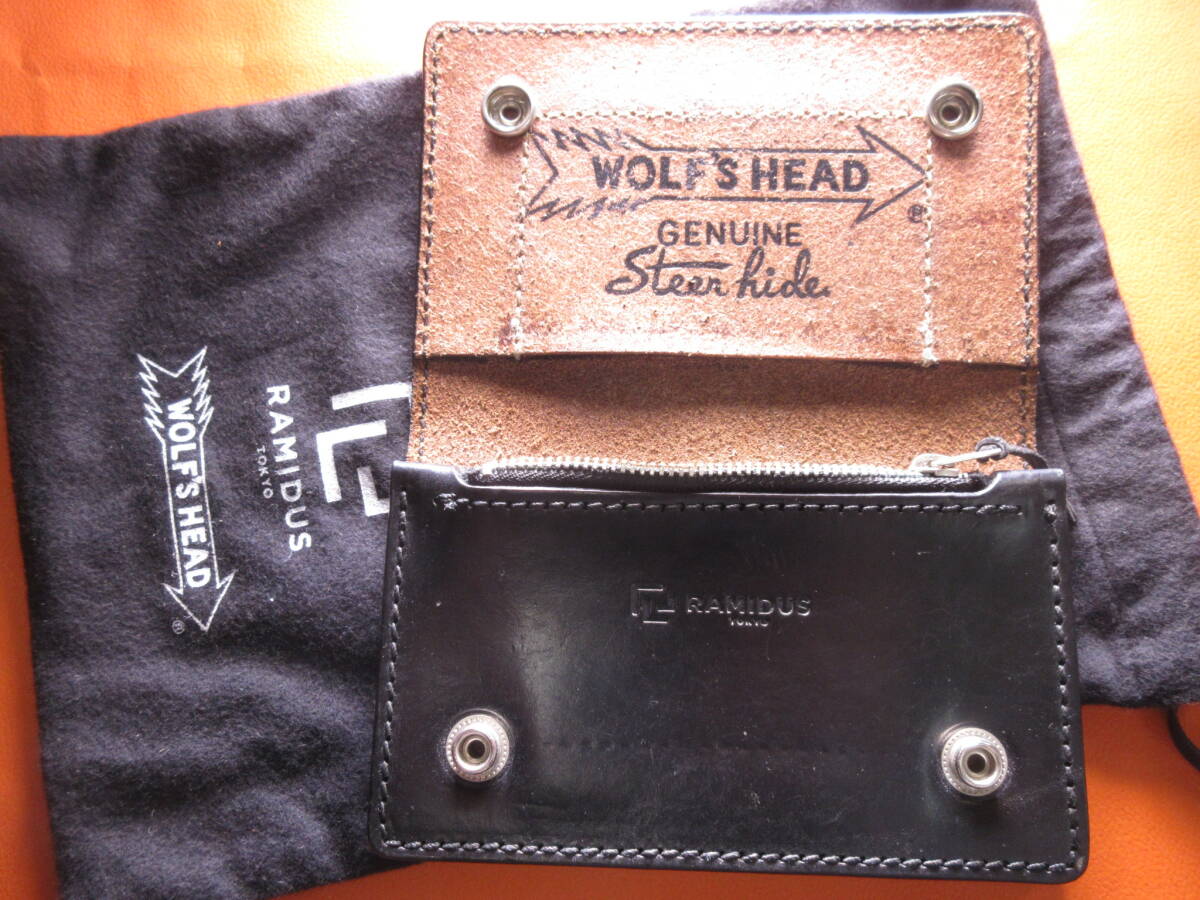 WOLF'S HEAD
®
GENUINE
Steer hide.
RAMIDUS
TOKYO
RAMIDUS
TOKYO
WOLF'S HEAD
®